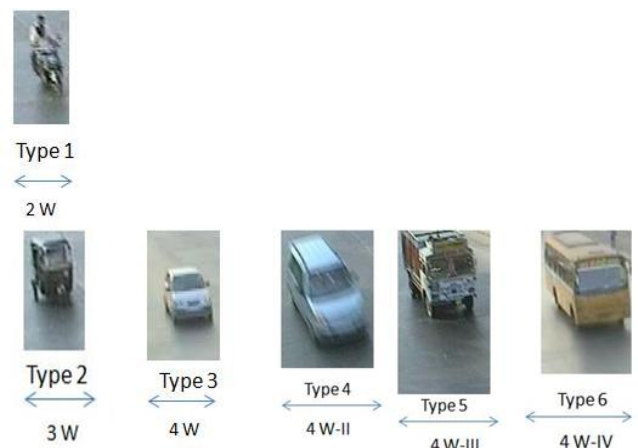 Type 1
2 W
Type 2
3 W
Type 3
4 W
Type 4
4 W-II
Type 5
4 W-III
Type 6
4 W-IV